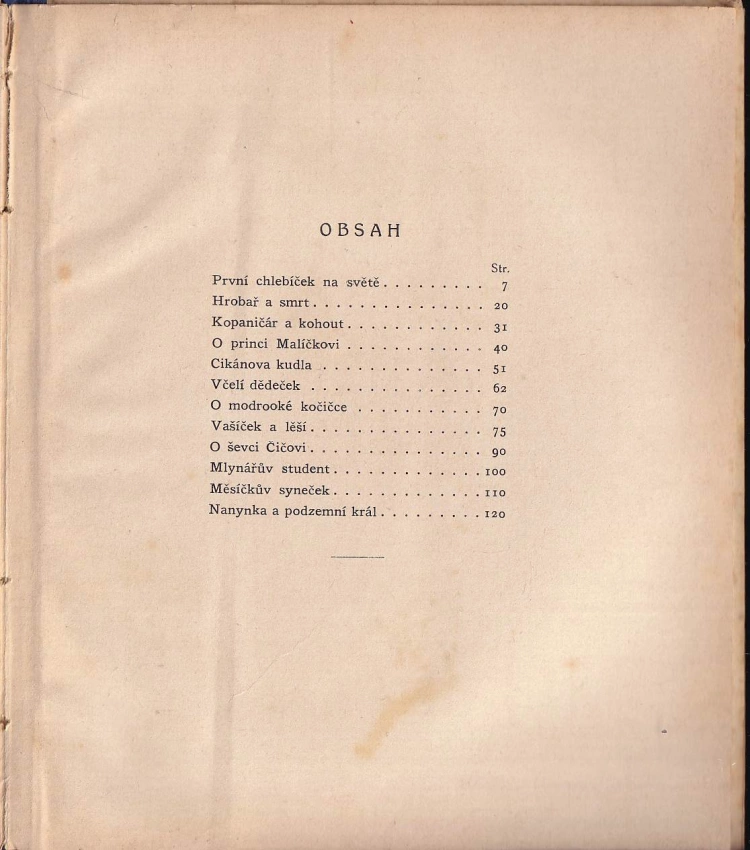 OBSAH
Str.
První chlebíček na světě . . . . . . . . . 7
Hrobař a smrt . . . . . . . . . . . . . . . 20
Kopaničár a kohout . . . . . . . . . . . . 31
O princi Malíčkovi . . . . . . . . . . . . 40
Cikánova kudla . . . . . . . . . . . . . . 51
Včelí dědeček . . . . . . . . . . . . . . 62
O modrooké kočičce . . . . . . . . . . . 70
Vašíček a lěší . . . . . . . . . . . . . . . 75
O ševci Čičovi . . . . . . . . . . . . . . . 90
Mlynářův student . . . . . . . . . . . . . 100
Měsíčkův syneček . . . . . . . . . . . . . 110
Nanynka a podzemní král . . . . . . . . . 120